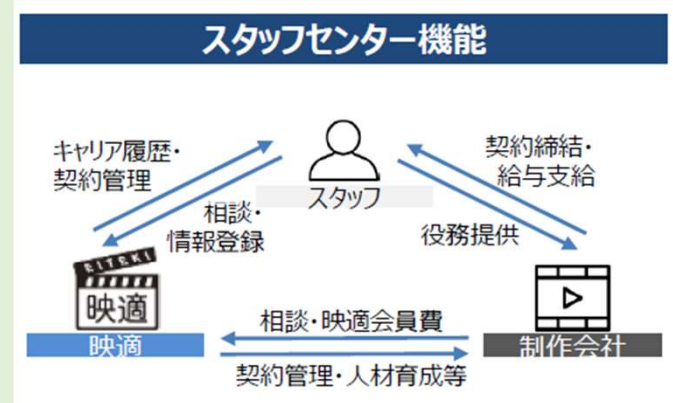 スタッフセンター機能
キャリア履歴・
契約管理
契約締結・
給与支給
スタッフ
相談・
情報登録
役務提供
EITEKI
映適
映適
相談・映適会員費
制作会社
契約管理・人材育成等